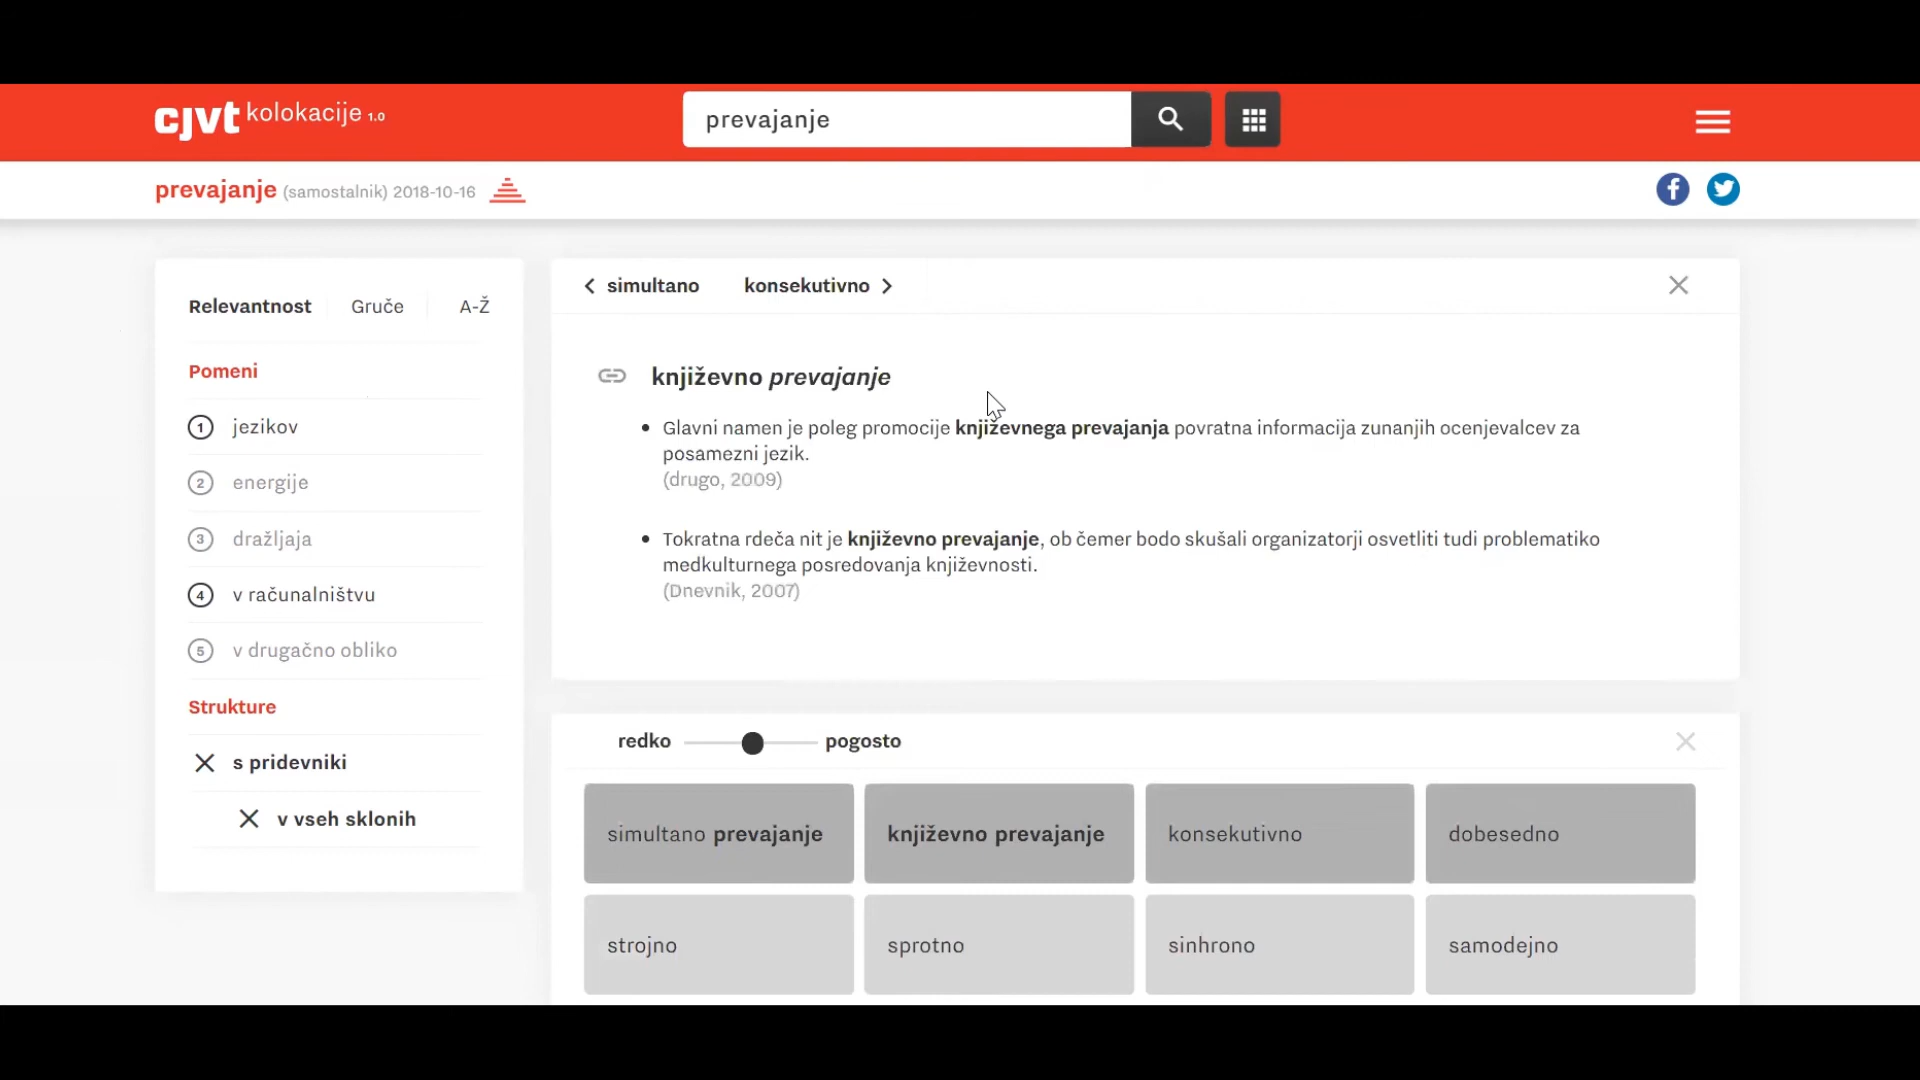 cjvt kolokacije 1.0
prevajanje
prevajanje (samostalnik) 2018-10-16
Relevantnost Gruče A-Ž
Pomeni
1 jezikov
2 energije
3 dražljaja
4 v računalništvu
5 v drugačno obliko
Strukture
s pridevniki
v vseh sklonih
simultano konsekutivno
književno prevajanje
Glavni namen je poleg promocije književnega prevajanja povratna informacija zunanjih ocenjevalcev za
posamezni jezik.
(drugo, 2009)
Tokratna rdeča nit je književno prevajanje, ob čemer bodo skušali organizatorji osvetliti tudi problematiko
medkulturnega posredovanja književnosti.
(Dnevnik, 2007)
redko pogosto
simultano prevajanje književno prevajanje konsekutivno dobesedno
strojno sprotno sinhrono samodejno